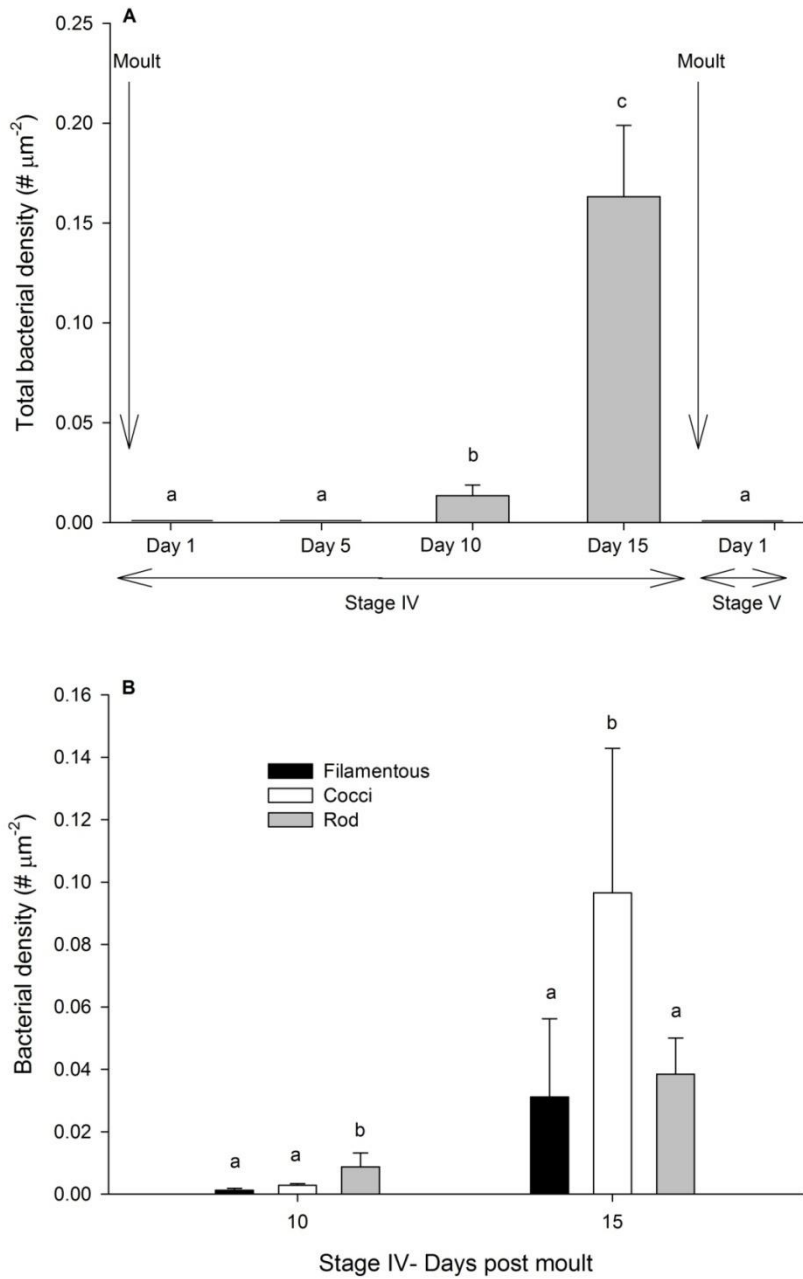 A
Total bacterial density (# μm-2)
0.25
0.20
0.15
0.10
0.05
0.00
Moult
Moult
a
a
b
c
a
Day 1
Day 5
Day 10
Day 15
Day 1
Stage IV
Stage V
B
Bacterial density (# μm-2)
0.16
0.14
0.12
0.10
0.08
0.06
0.04
0.02
0.00
Filamentous
Cocci
Rod
a
a
b
a
b
a
10
15
Stage IV- Days post moult